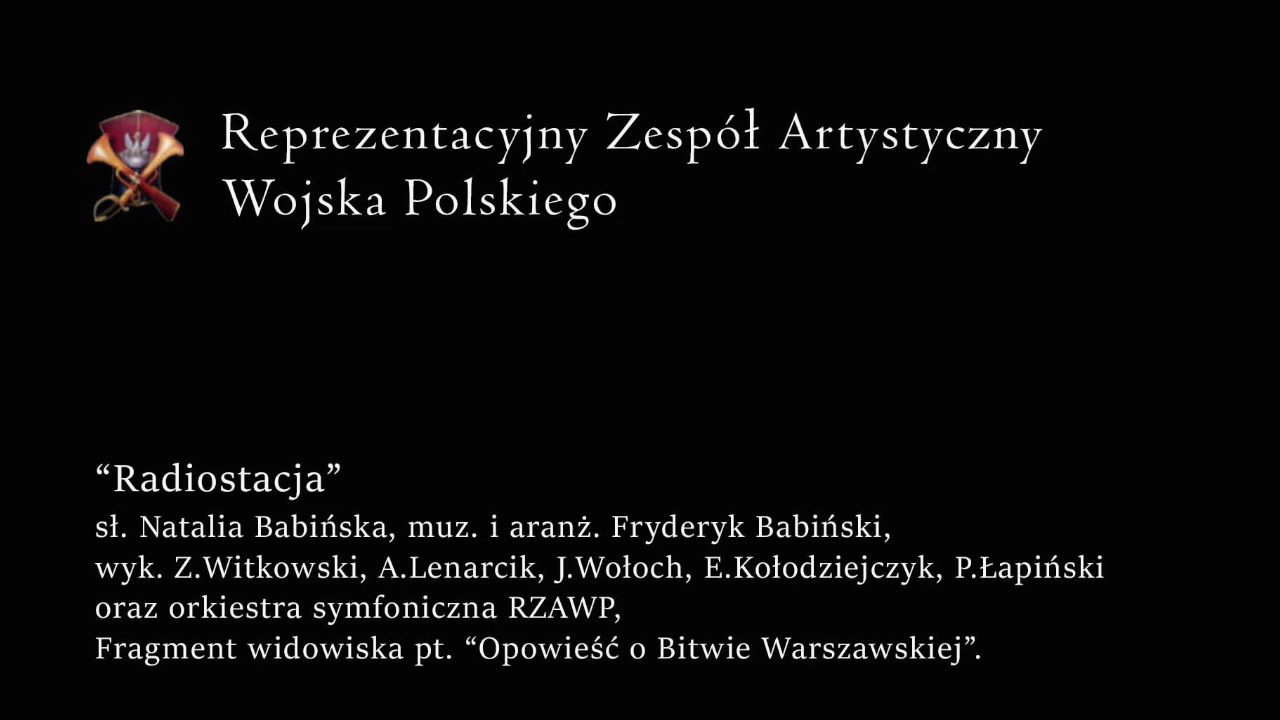 Reprezentacyjny Zespół Artystyczny
Wojska Polskiego
“Radiostacja”
sł. Natalia Babińska, muz. i aranż. Fryderyk Babiński,
wyk. Z.Witkowski, A.Lenarcik, J.Wołoch, E.Kołodziejczyk, P.Łapiński
oraz orkiestra symfoniczna RZAWP,
Fragment widowiska pt. “Opowieść o Bitwie Warszawskiej”.